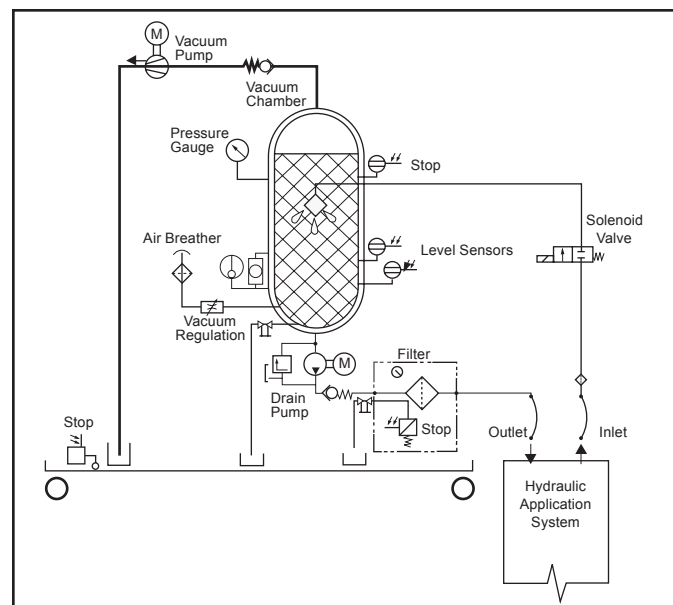 M
Vacuum
Pump
Vacuum
Chamber
Pressure
Gauge
Stop
Solenoid
Valve
Air Breather
Level Sensors
Vacuum
Regulation
M
Filter
Drain
Pump
Stop
Stop
Outlet
Inlet
Hydraulic
Application
System